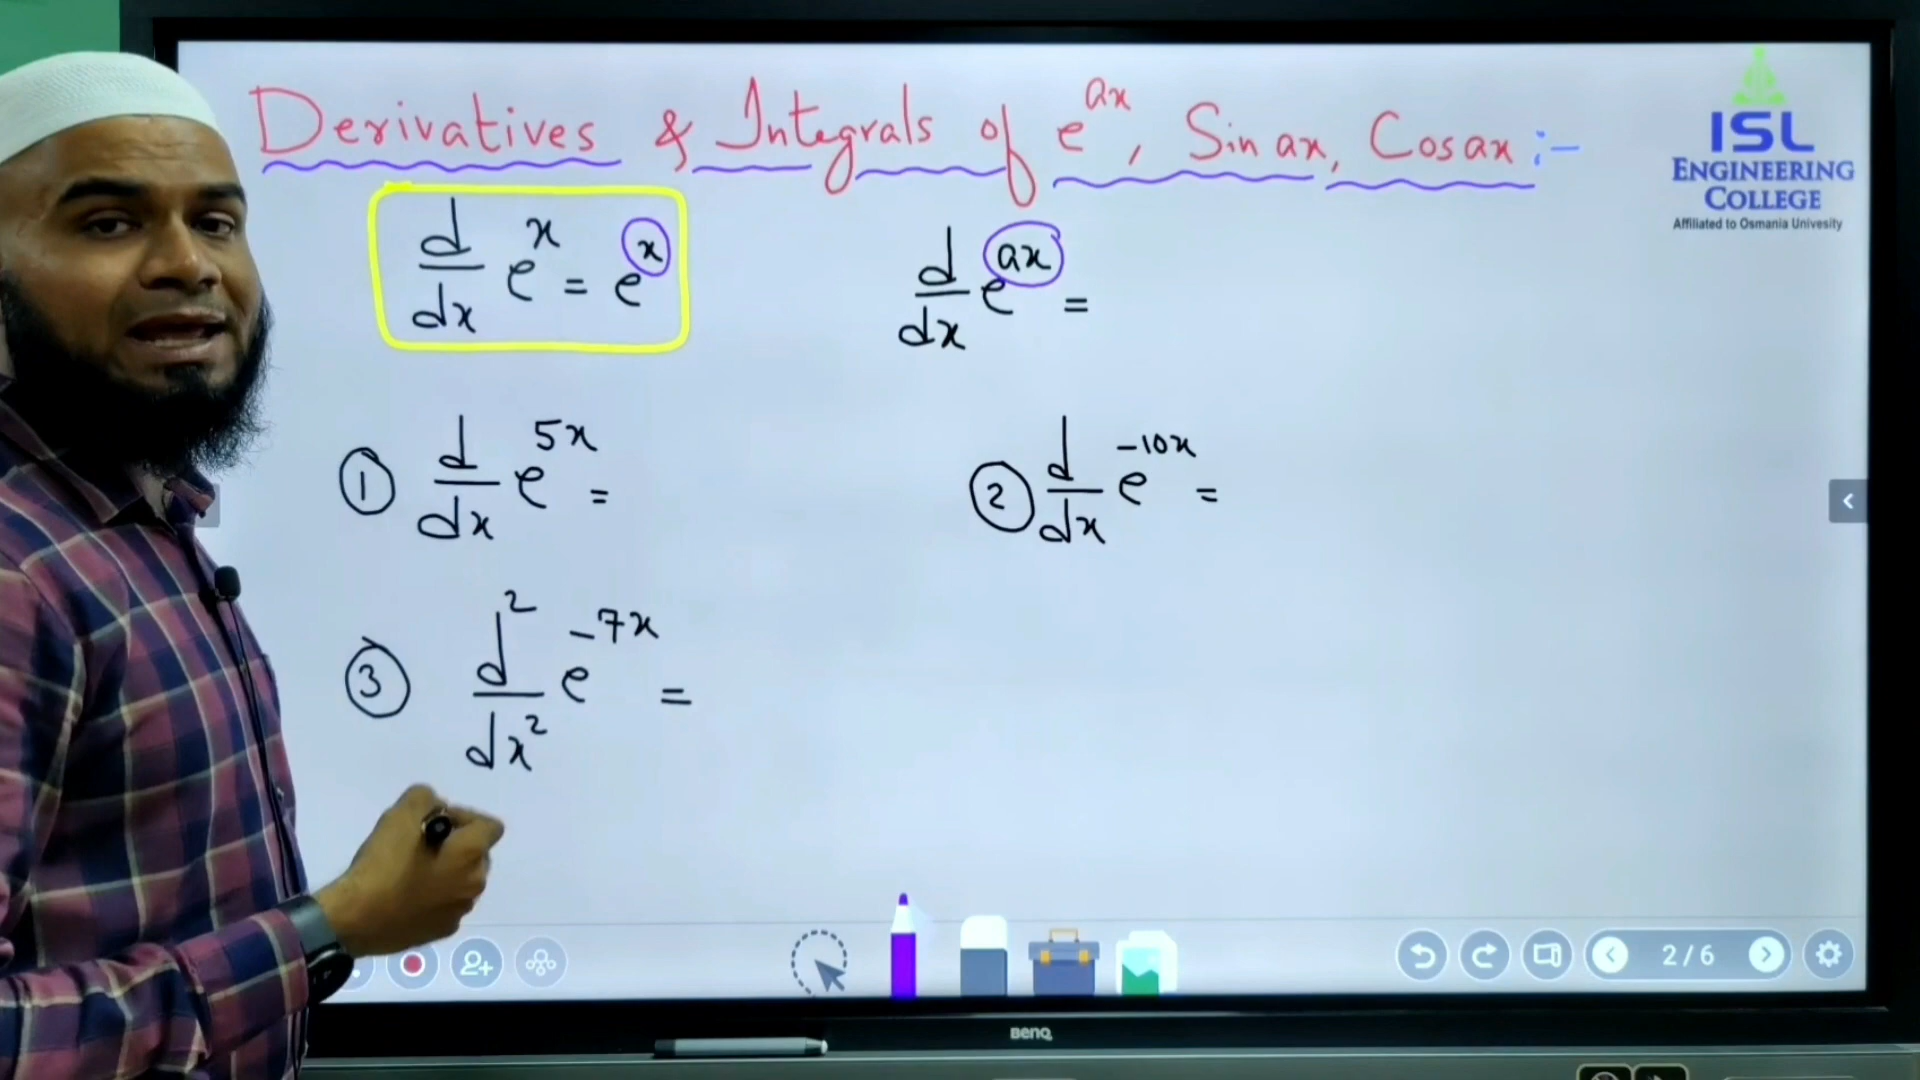 Derivatives & Integrals of e^ax, Sin ax, Cos ax :-
ISL
ENGINEERING
COLLEGE
Affiliated to Osmania Univesity
d/dx e^x = e^x
d/dx e^ax =
① d/dx e^5x =
② d/dx e^-10x =
③ d²/dx² e^-7x =
2/6
BenQ